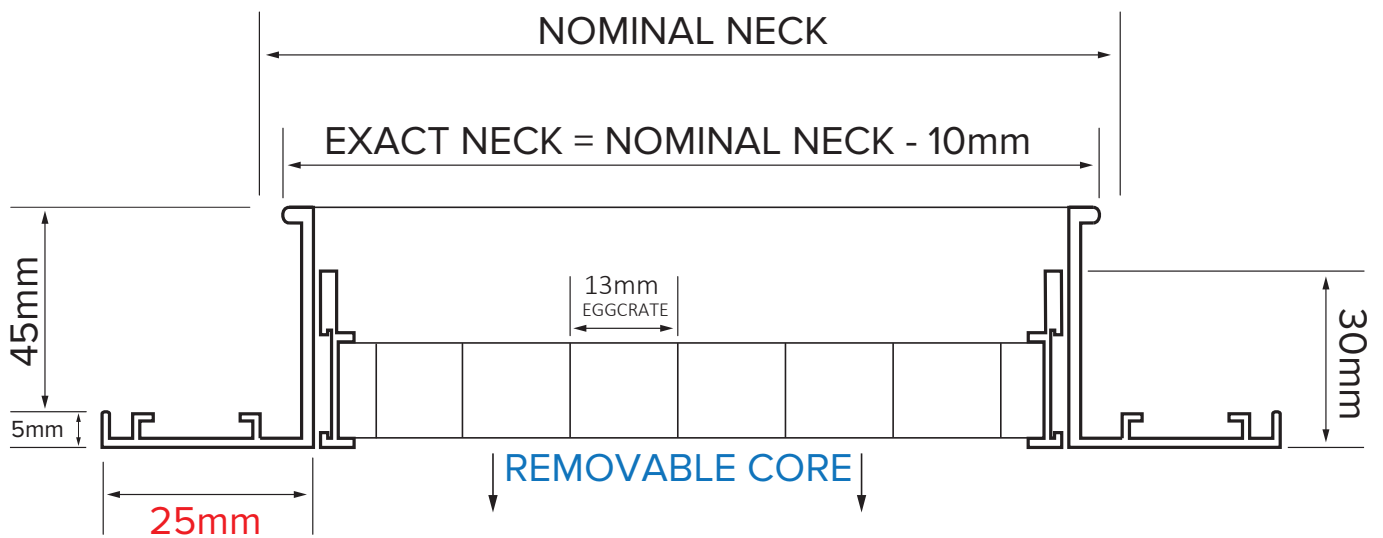 NOMINAL NECK
EXACT NECK = NOMINAL NECK - 10mm
45mm
13mm
EGGCRATE
30mm
5mm
REMOVABLE CORE
25mm